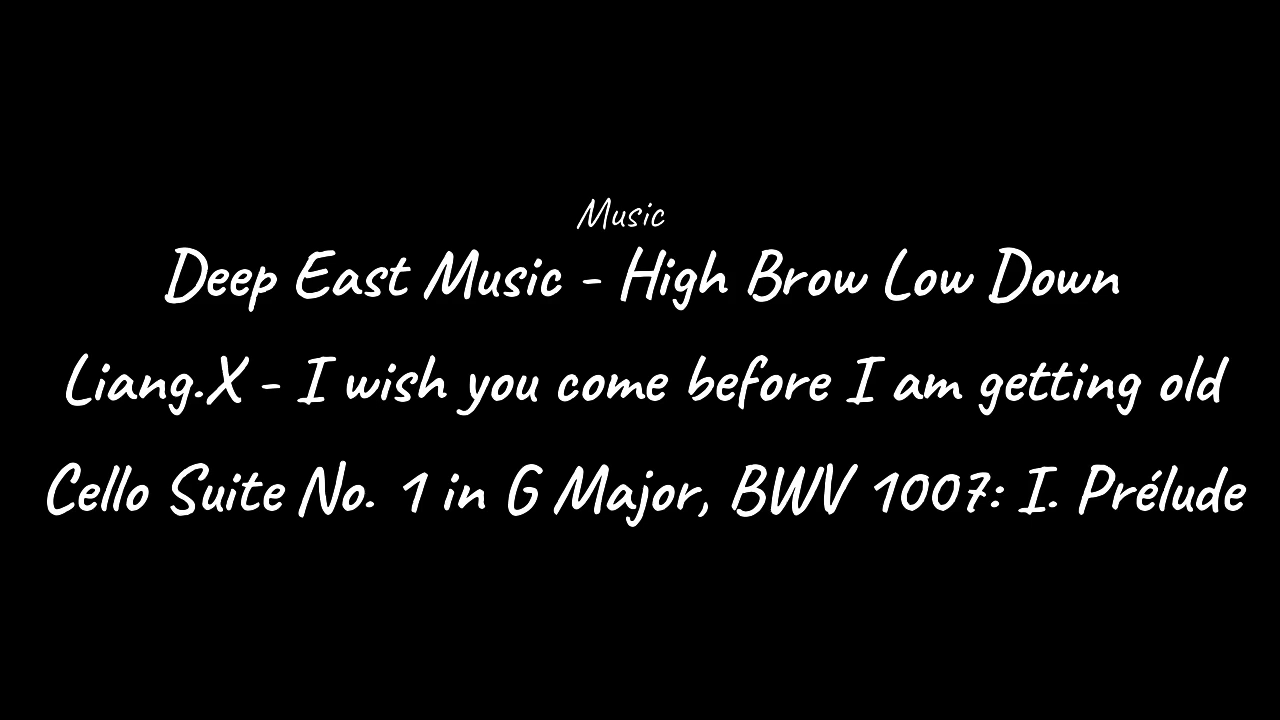 Music
Deep East Music - High Brow Low Down
Liang.X - I wish you come before I am getting old
Cello Suite No. 1 in G Major, BWV 1007: I. Prélude